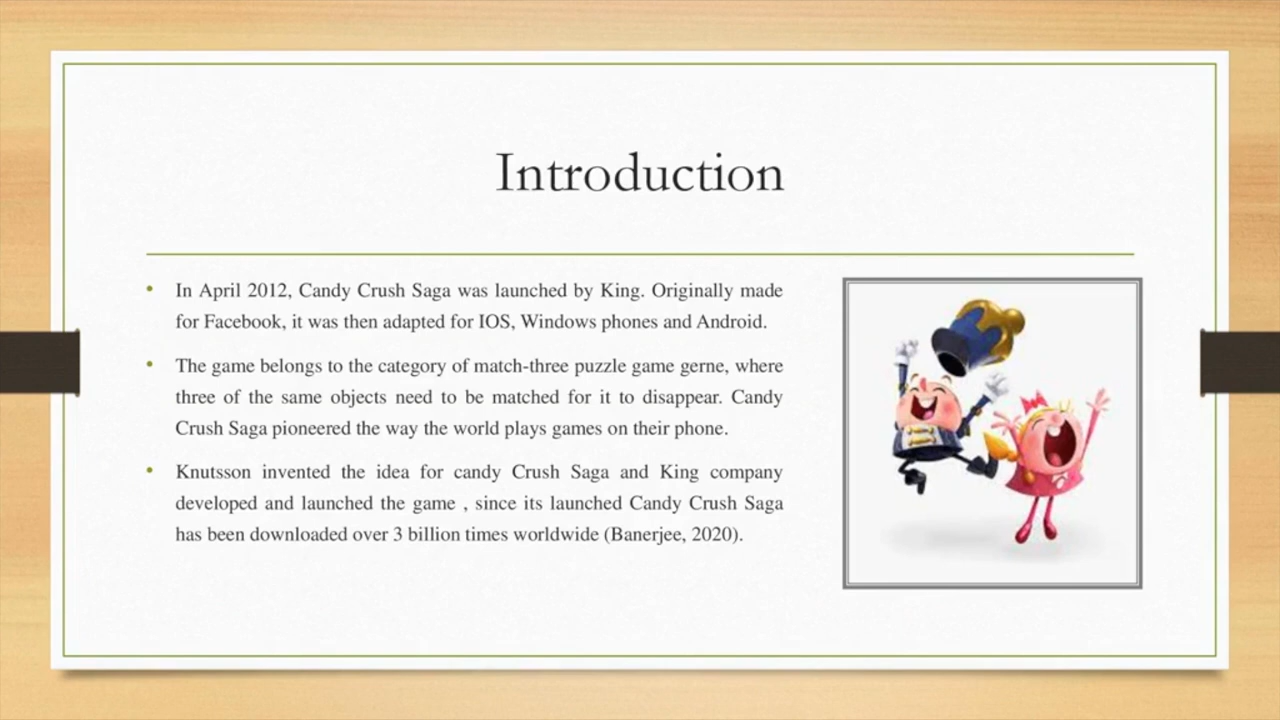 Introduction
• In April 2012, Candy Crush Saga was launched by King. Originally made
for Facebook, it was then adapted for IOS, Windows phones and Android.
• The game belongs to the category of match-three puzzle game gerne, where
three of the same objects need to be matched for it to disappear. Candy
Crush Saga pioneered the way the world plays games on their phone.
• Knutsson invented the idea for candy Crush Saga and King company
developed and launched the game , since its launched Candy Crush Saga
has been downloaded over 3 billion times worldwide (Banerjee, 2020).